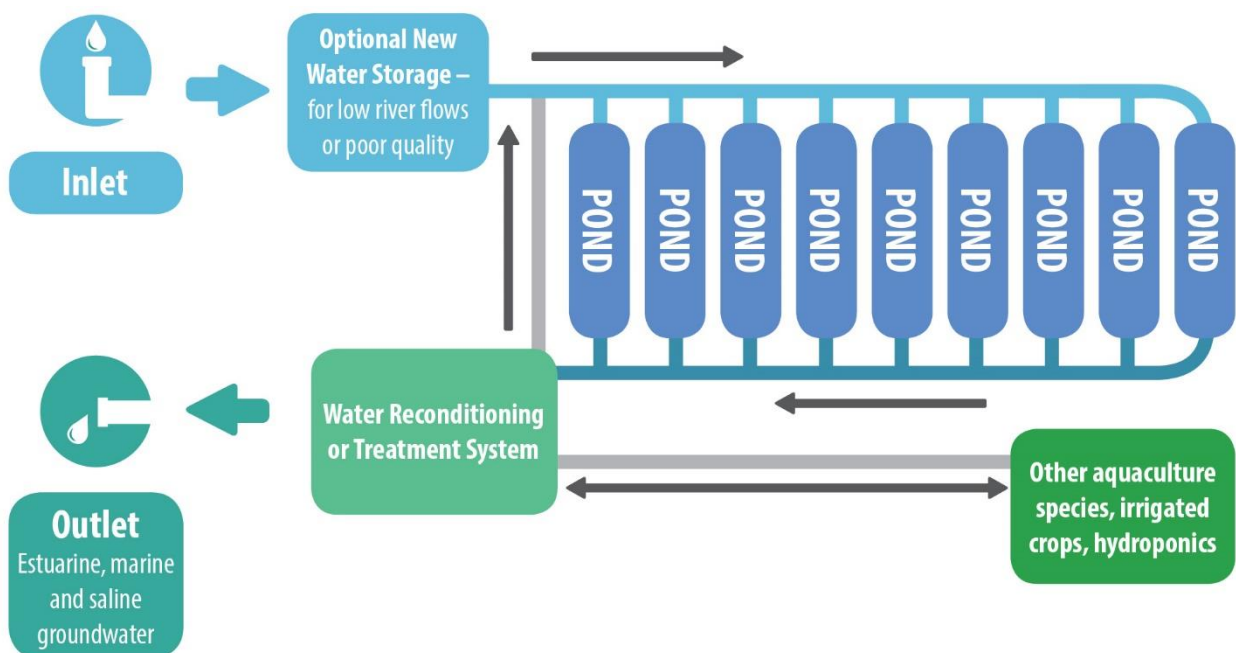 Inlet
Optional New
Water Storage –
for low river flows
or poor quality
POND
POND
POND
POND
POND
POND
POND
POND
POND
Water Reconditioning
or Treatment System
Outlet
Estuarine, marine
and saline
groundwater
Other aquaculture
species, irrigated
crops, hydroponics